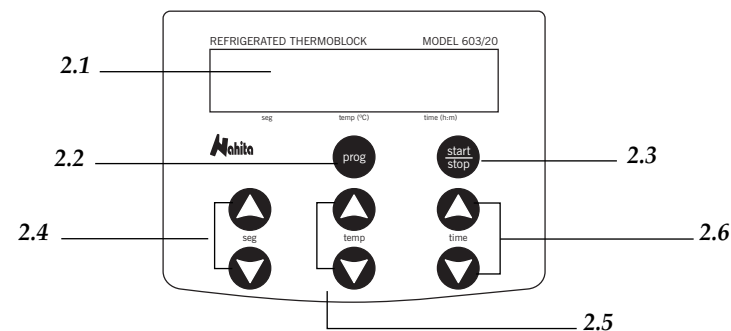 REFRIGERATED THERMOBLOCK MODEL 603/20
2.1
seg temp (ºC) time (h:m)
Nahita
prog
start
stop
2.2
2.3
2.4
seg temp time
2.6
2.5